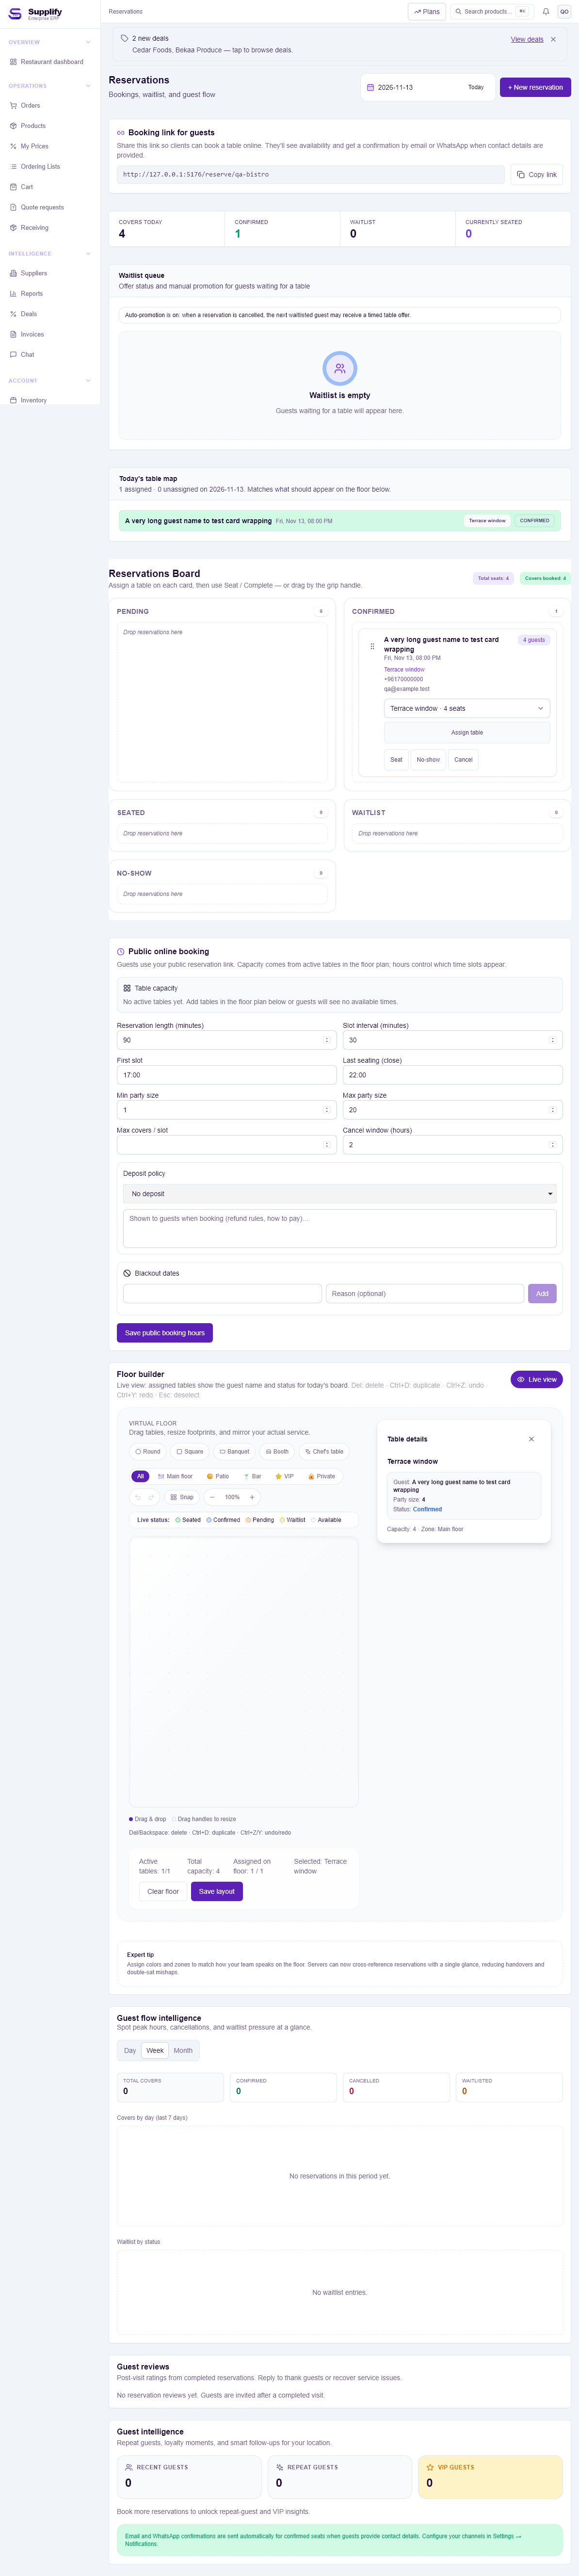 Supplify
Enterprise ERP
OVERVIEW
Restaurant dashboard
OPERATIONS
Orders
Products
My Prices
Ordering Lists
Cart
Quote requests
Receiving
INTELLIGENCE
Suppliers
Reports
Deals
Invoices
Chat
ACCOUNT
Inventory
Reservations
Plans
Search products...
⌘K
QO
2 new deals
Cedar Foods, Bekaa Produce — tap to browse deals.
View deals
Reservations
Bookings, waitlist, and guest flow
2026-11-13
Today
+ New reservation
Booking link for guests
Share this link so clients can book a table online. They'll see availability and get a confirmation by email or WhatsApp when contact details are
provided.
http://127.0.0.1:5176/reserve/qa-bistro
Copy link
COVERS TODAY
4
CONFIRMED
1
WAITLIST
0
CURRENTLY SEATED
0
Waitlist queue
Offer status and manual promotion for guests waiting for a table
Auto-promotion is on: when a reservation is cancelled, the next waitlisted guest may receive a timed table offer.
Waitlist is empty
Guests waiting for a table will appear here.
Today's table map
1 assigned · 0 unassigned on 2026-11-13. Matches what should appear on the floor below.
A very long guest name to test card wrapping Fri, Nov 13, 08:00 PM
Terrace window
CONFIRMED
Reservations Board
Assign a table on each card, then use Seat / Complete — or drag by the grip handle.
Total seats: 4
Covers booked: 4
PENDING
0
Drop reservations here
CONFIRMED
1
A very long guest name to test card
wrapping
4 guests
Fri, Nov 13, 08:00 PM
Terrace window
+96170000000
qa@example.test
Terrace window · 4 seats
Assign table
Seat
No-show
Cancel
SEATED
0
Drop reservations here
WAITLIST
0
Drop reservations here
NO-SHOW
0
Drop reservations here
Public online booking
Guests use your public reservation link. Capacity comes from active tables in the floor plan; hours control which time slots appear.
Table capacity
No active tables yet. Add tables in the floor plan below or guests will see no available times.
Reservation length (minutes)
90
Slot interval (minutes)
30
First slot
17:00
Last seating (close)
22:00
Min party size
1
Max party size
20
Max covers / slot
Cancel window (hours)
2
Deposit policy
No deposit
Shown to guests when booking (refund rules, how to pay)...
Blackout dates
Reason (optional)
Add
Save public booking hours
Floor builder
Live view: assigned tables show the guest name and status for today's board. Del: delete · Ctrl+D: duplicate · Ctrl+Z: undo ·
Ctrl+Y: redo · Esc: deselect
Live view
VIRTUAL FLOOR
Drag tables, resize footprints, and mirror your actual service.
Round
Square
Banquet
Booth
Chef's table
All
Main floor
Patio
Bar
VIP
Private
Snap
100%
Live status:
Seated
Confirmed
Pending
Waitlist
Available
Table details
Terrace window
Guest: A very long guest name to test card
wrapping
Party size: 4
Status: Confirmed
Capacity: 4 · Zone: Main floor
Drag & drop
Drag handles to resize
Del/Backspace: delete · Ctrl+D: duplicate · Ctrl+Z/Y: undo/redo
Active
tables: 1/1
Total
capacity: 4
Assigned on
floor: 1 / 1
Selected: Terrace
window
Clear floor
Save layout
Expert tip
Assign colors and zones to match how your team speaks on the floor. Servers can now cross-reference reservations with a single glance, reducing handovers and
double-sat mishaps.
Guest flow intelligence
Spot peak hours, cancellations, and waitlist pressure at a glance.
Day
Week
Month
TOTAL COVERS
0
CONFIRMED
0
CANCELLED
0
WAITLISTED
0
Covers by day (last 7 days)
No reservations in this period yet.
Waitlist by status
No waitlist entries.
Guest reviews
Post-visit ratings from completed reservations. Reply to thank guests or recover service issues.
No reservation reviews yet. Guests are invited after a completed visit.
Guest intelligence
Repeat guests, loyalty moments, and smart follow-ups for your location.
RECENT GUESTS
0
REPEAT GUESTS
0
VIP GUESTS
0
Book more reservations to unlock repeat-guest and VIP insights.
Email and WhatsApp confirmations are sent automatically for confirmed seats when guests provide contact details. Configure your channels in Settings →
Notifications.